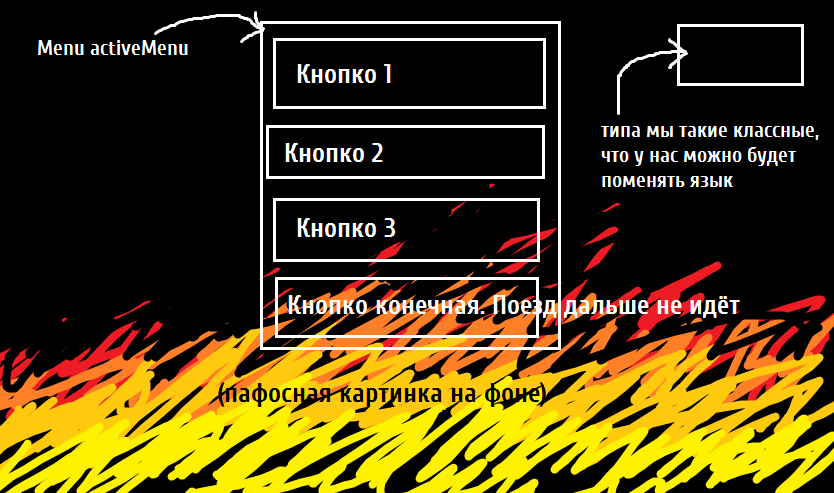 Menu activeMenu
Кнопко 1
Кнопко 2
Кнопко 3
Кнопко конечная. Поезд дальше не идёт
типа мы такие классные,
что у нас можно будет
поменять язык
(пафосная картинка на фоче)